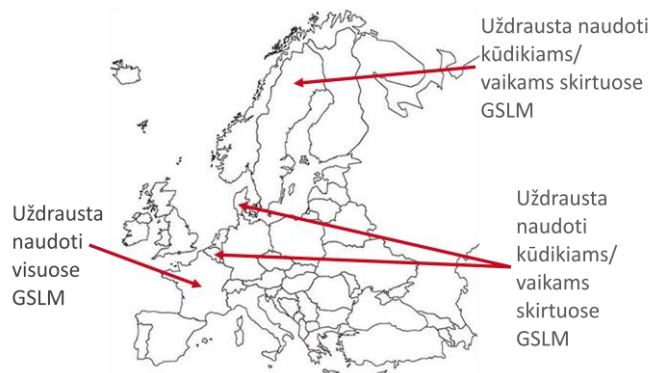 Uždrausta naudoti
kūdikiams/
vaikams skirtuose
GSLM
Uždrausta
naudoti
visuose
GSLM
Uždrausta
naudoti
kūdikiams/
vaikams
skirtuose
GSLM